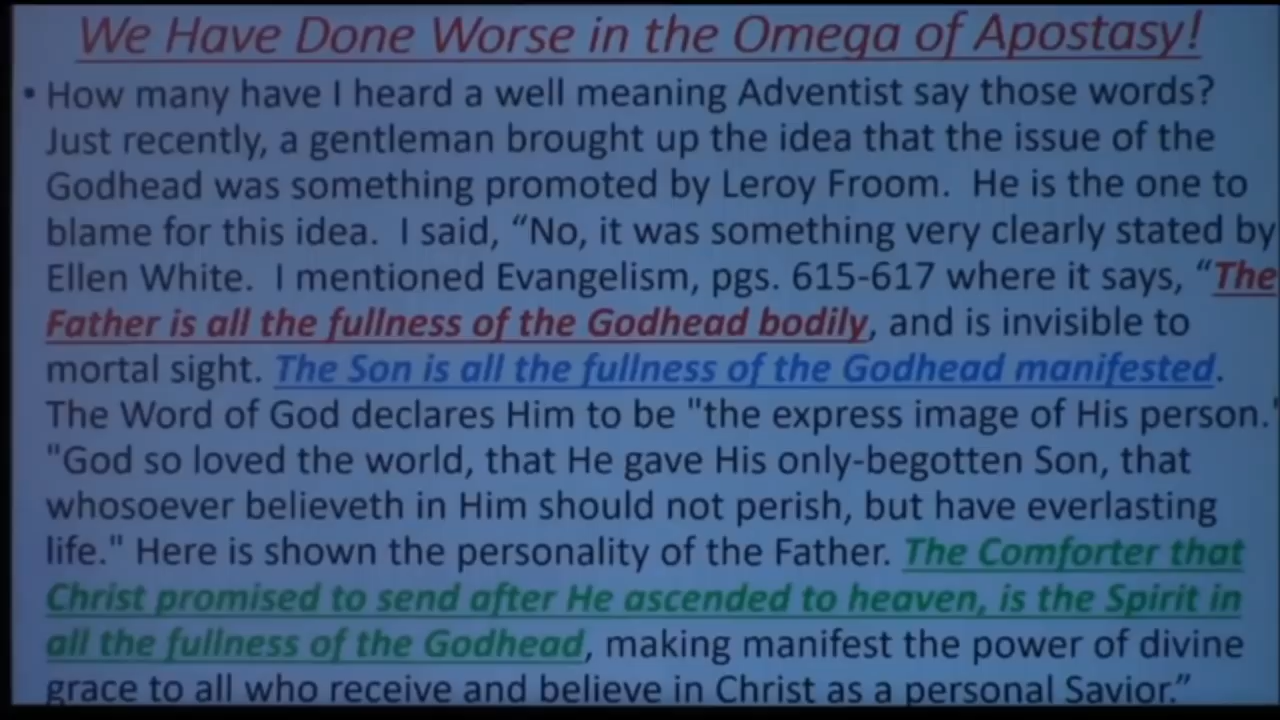 We Have Done Worse in the Omega of Apostasy!
• How many have I heard a well meaning Adventist say those words?
Just recently, a gentleman brought up the idea that the issue of the
Godhead was something promoted by Leroy Froom.  He is the one to
blame for this idea.  I said, “No, it was something very clearly stated by
Ellen White.  I mentioned Evangelism, pgs. 615-617 where it says, “The
Father is all the fullness of the Godhead bodily, and is invisible to
mortal sight. The Son is all the fullness of the Godhead manifested.
The Word of God declares Him to be "the express image of His person."
"God so loved the world, that He gave His only-begotten Son, that
whosoever believeth in Him should not perish, but have everlasting
life." Here is shown the personality of the Father. The Comforter that
Christ promised to send after He ascended to heaven, is the Spirit in
all the fullness of the Godhead, making manifest the power of divine
grace to all who receive and believe in Christ as a personal Savior.”